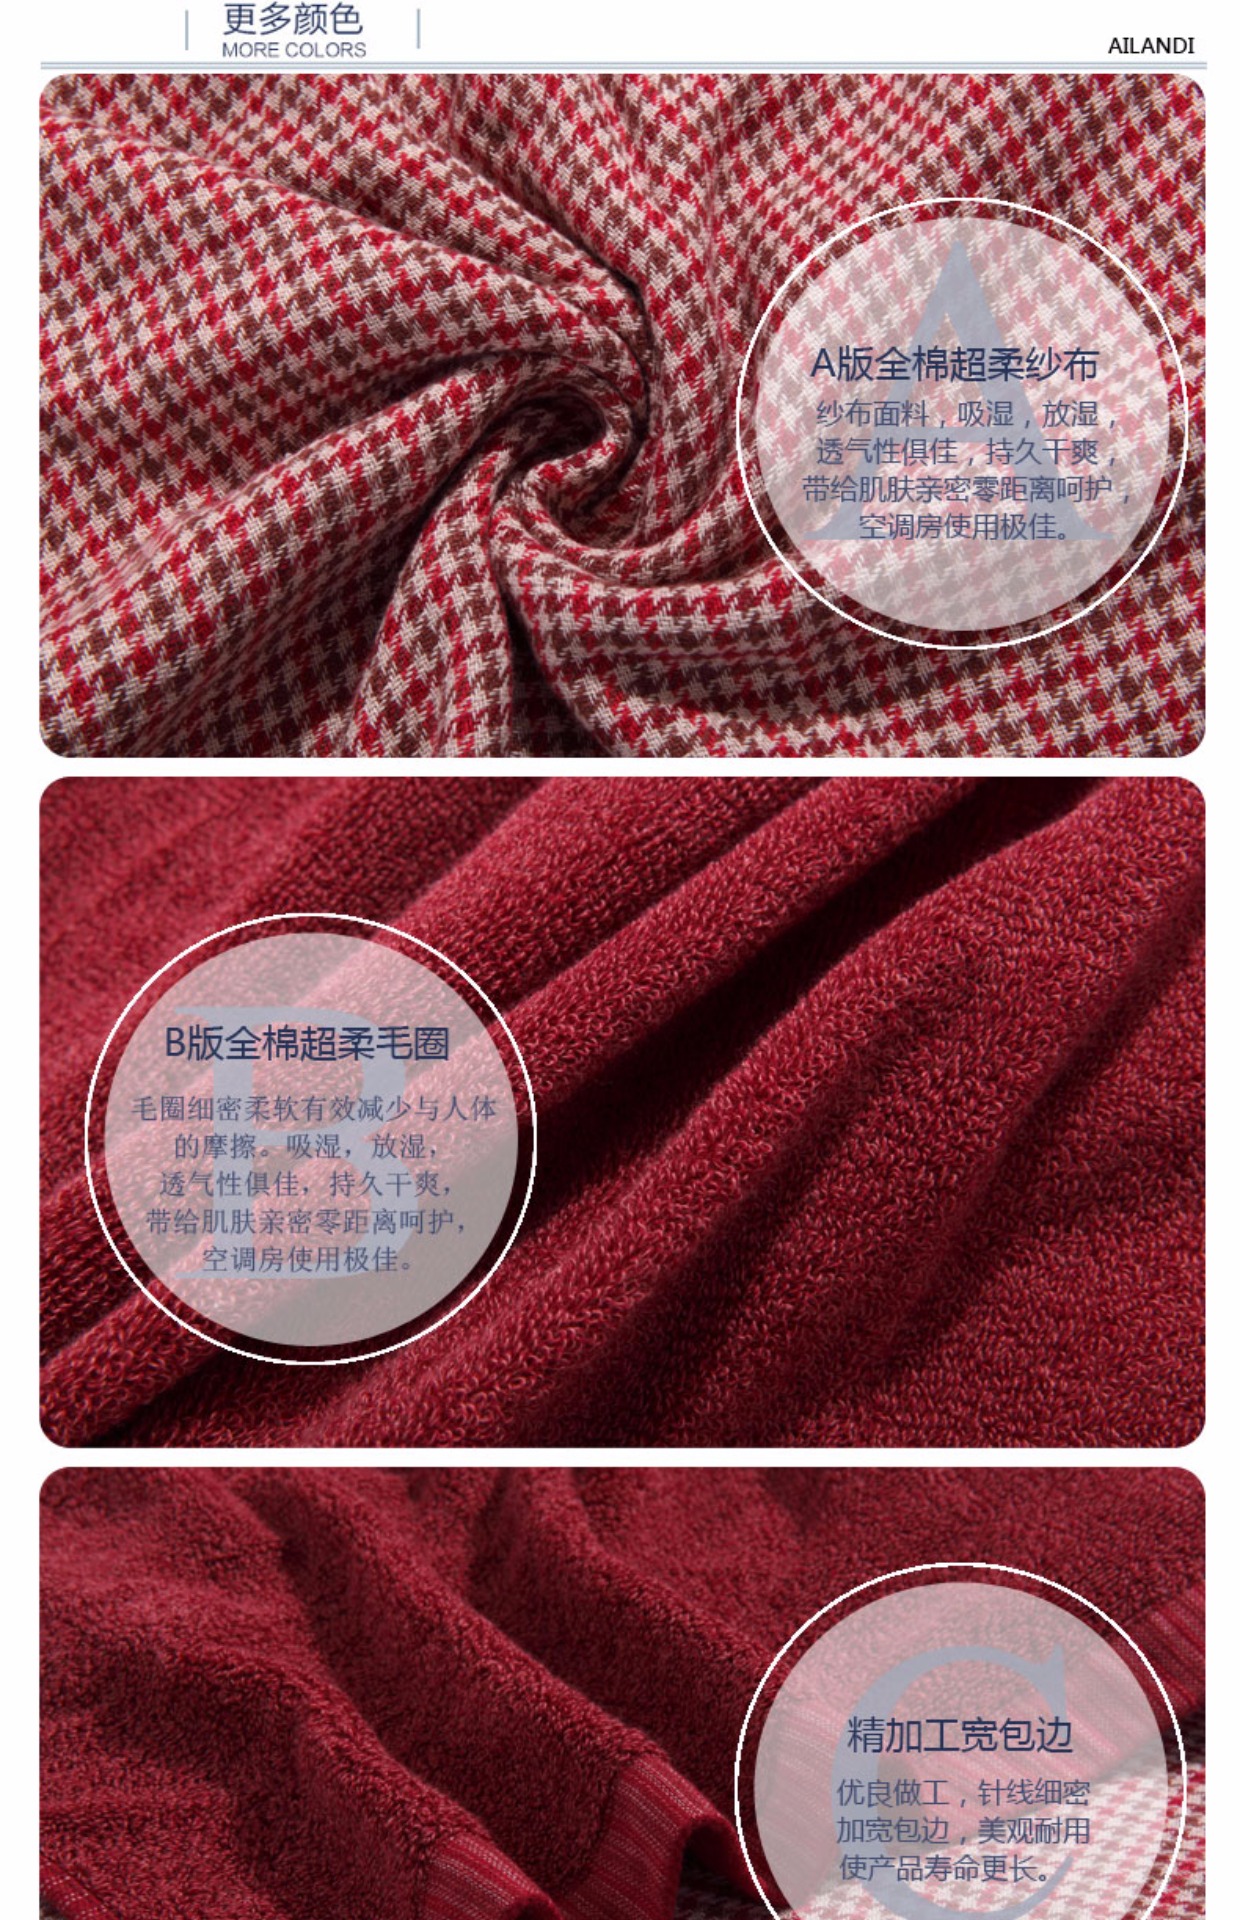 更多颜色
MORE COLORS
AILANDI
A版全棉超柔纱布
纱布面料，吸湿，放湿，
透气性俱佳，持久干爽，
带给肌肤亲密零距离呵护，
空调房使用极佳。
A
B版全棉超柔毛圈
毛圈细密柔软有效减少与人体
的摩擦。吸湿，放湿，
透气性俱佳，持久干爽，
带给肌肤亲密零距离呵护，
空调房使用极佳。
B
精加工宽包边
优良做工，针线细密
加宽包边，美观耐用
使产品寿命更长。
C